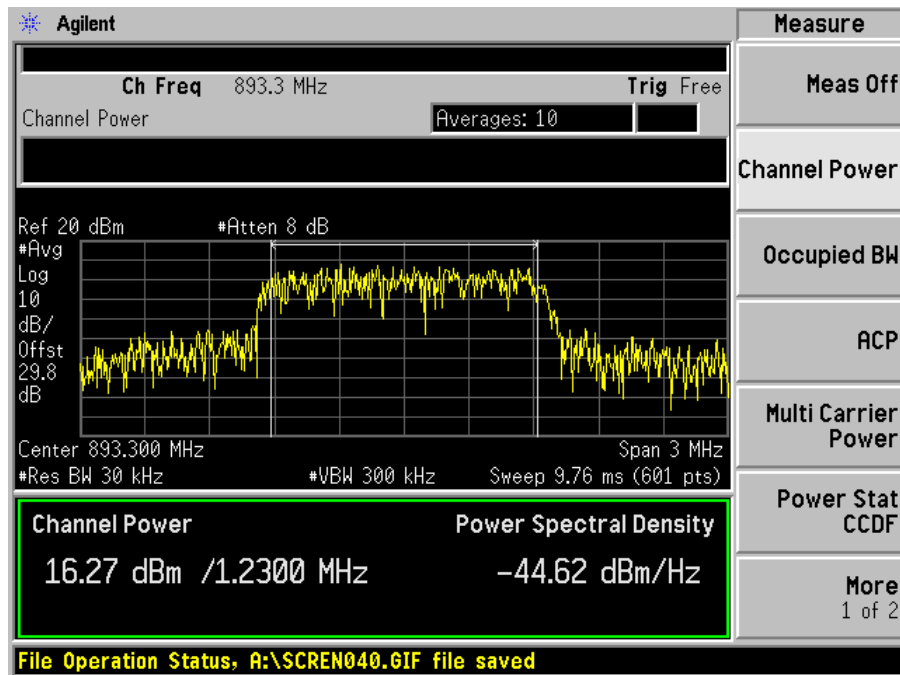 Agilent
Measure
Ch Freq 893.3 MHz Trig Free
Channel Power Averages: 10
Ref 20 dBm #Atten 8 dB
#Avg
Log
10
dB/
Offst
29.8
dB
Center 893.300 MHz Span 3 MHz
#Res BW 30 kHz #VBW 300 kHz Sweep 9.76 ms (601 pts)
Channel Power Power Spectral Density
16.27 dBm /1.2300 MHz -44.62 dBm/Hz
File Operation Status, A:\SCREN040.GIF file saved
Meas Off
Channel Power
Occupied BW
ACP
Multi Carrier
Power
Power Stat
CCDF
More
1 of 2